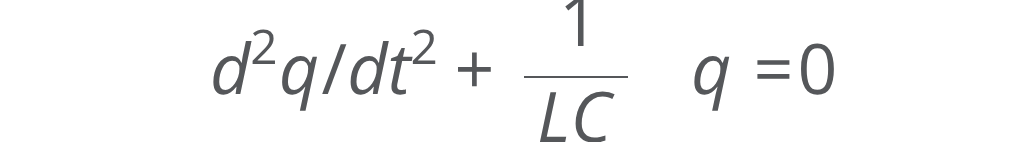 d²q/dt² + 1/LC q =0